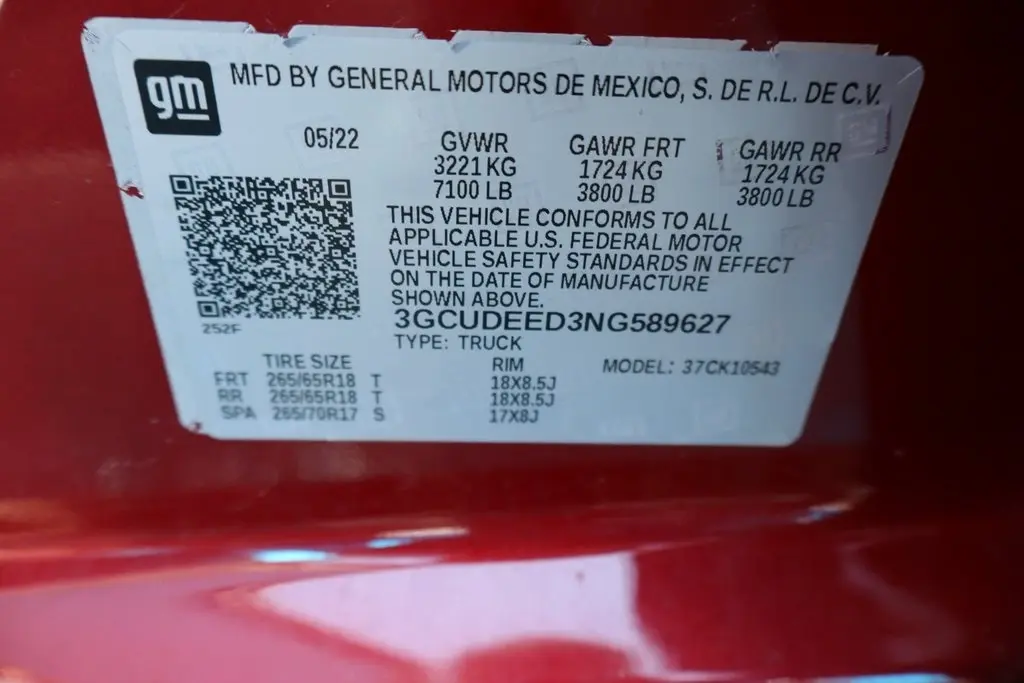 gm
MFD BY GENERAL MOTORS DE MEXICO, S. DE R.L. DE C.V.
05/22 GVWR GAWR FRT GAWR RR
3221 KG 1724 KG 1724 KG
7100 LB 3800 LB 3800 LB
THIS VEHICLE CONFORMS TO ALL
APPLICABLE U.S. FEDERAL MOTOR
VEHICLE SAFETY STANDARDS IN EFFECT
ON THE DATE OF MANUFACTURE
SHOWN ABOVE.
252F
3GCUDEED3NG589627
TYPE: TRUCK
TIRE SIZE RIM MODEL: 37CK10543
FRT 265/65R18 T 18X8.5J
RR 265/65R18 T 18X8.5J
SPA 265/70R17 S 17X8J